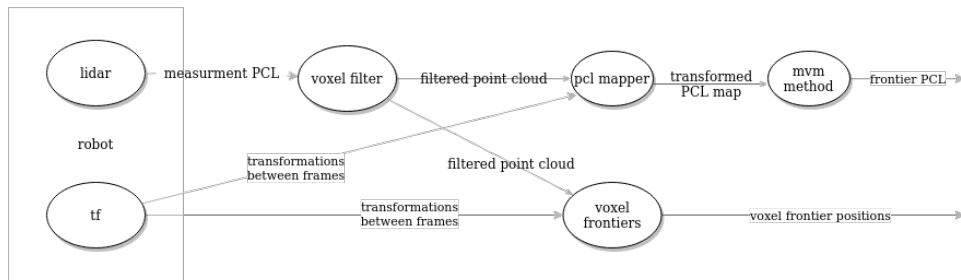 lidar
measurment PCL
voxel filter
filtered point cloud
pcl mapper
transformed
PCL map
mvm
method
frontier PCL
robot
transformations
between frames
filtered point cloud
tf
transformations
between frames
voxel
frontiers
voxel frontier positions